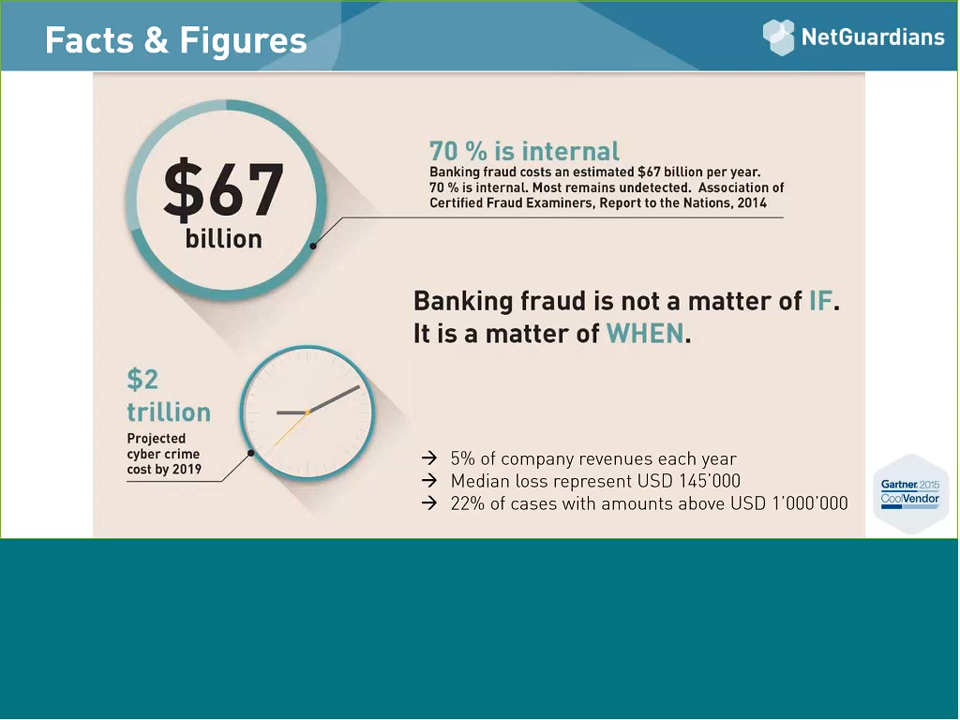 Facts & Figures
NetGuardians
$67
billion
70 % is internal
Banking fraud costs an estimated $67 billion per year.
70 % is internal. Most remains undetected. Association of
Certified Fraud Examiners, Report to the Nations, 2014
Banking fraud is not a matter of IF.
It is a matter of WHEN.
$2
trillion
Projected
cyber crime
cost by 2019
→ 5% of company revenues each year
→ Median loss represent USD 145’000
→ 22% of cases with amounts above USD 1’000’000
Gartner 2015
CoolVendor